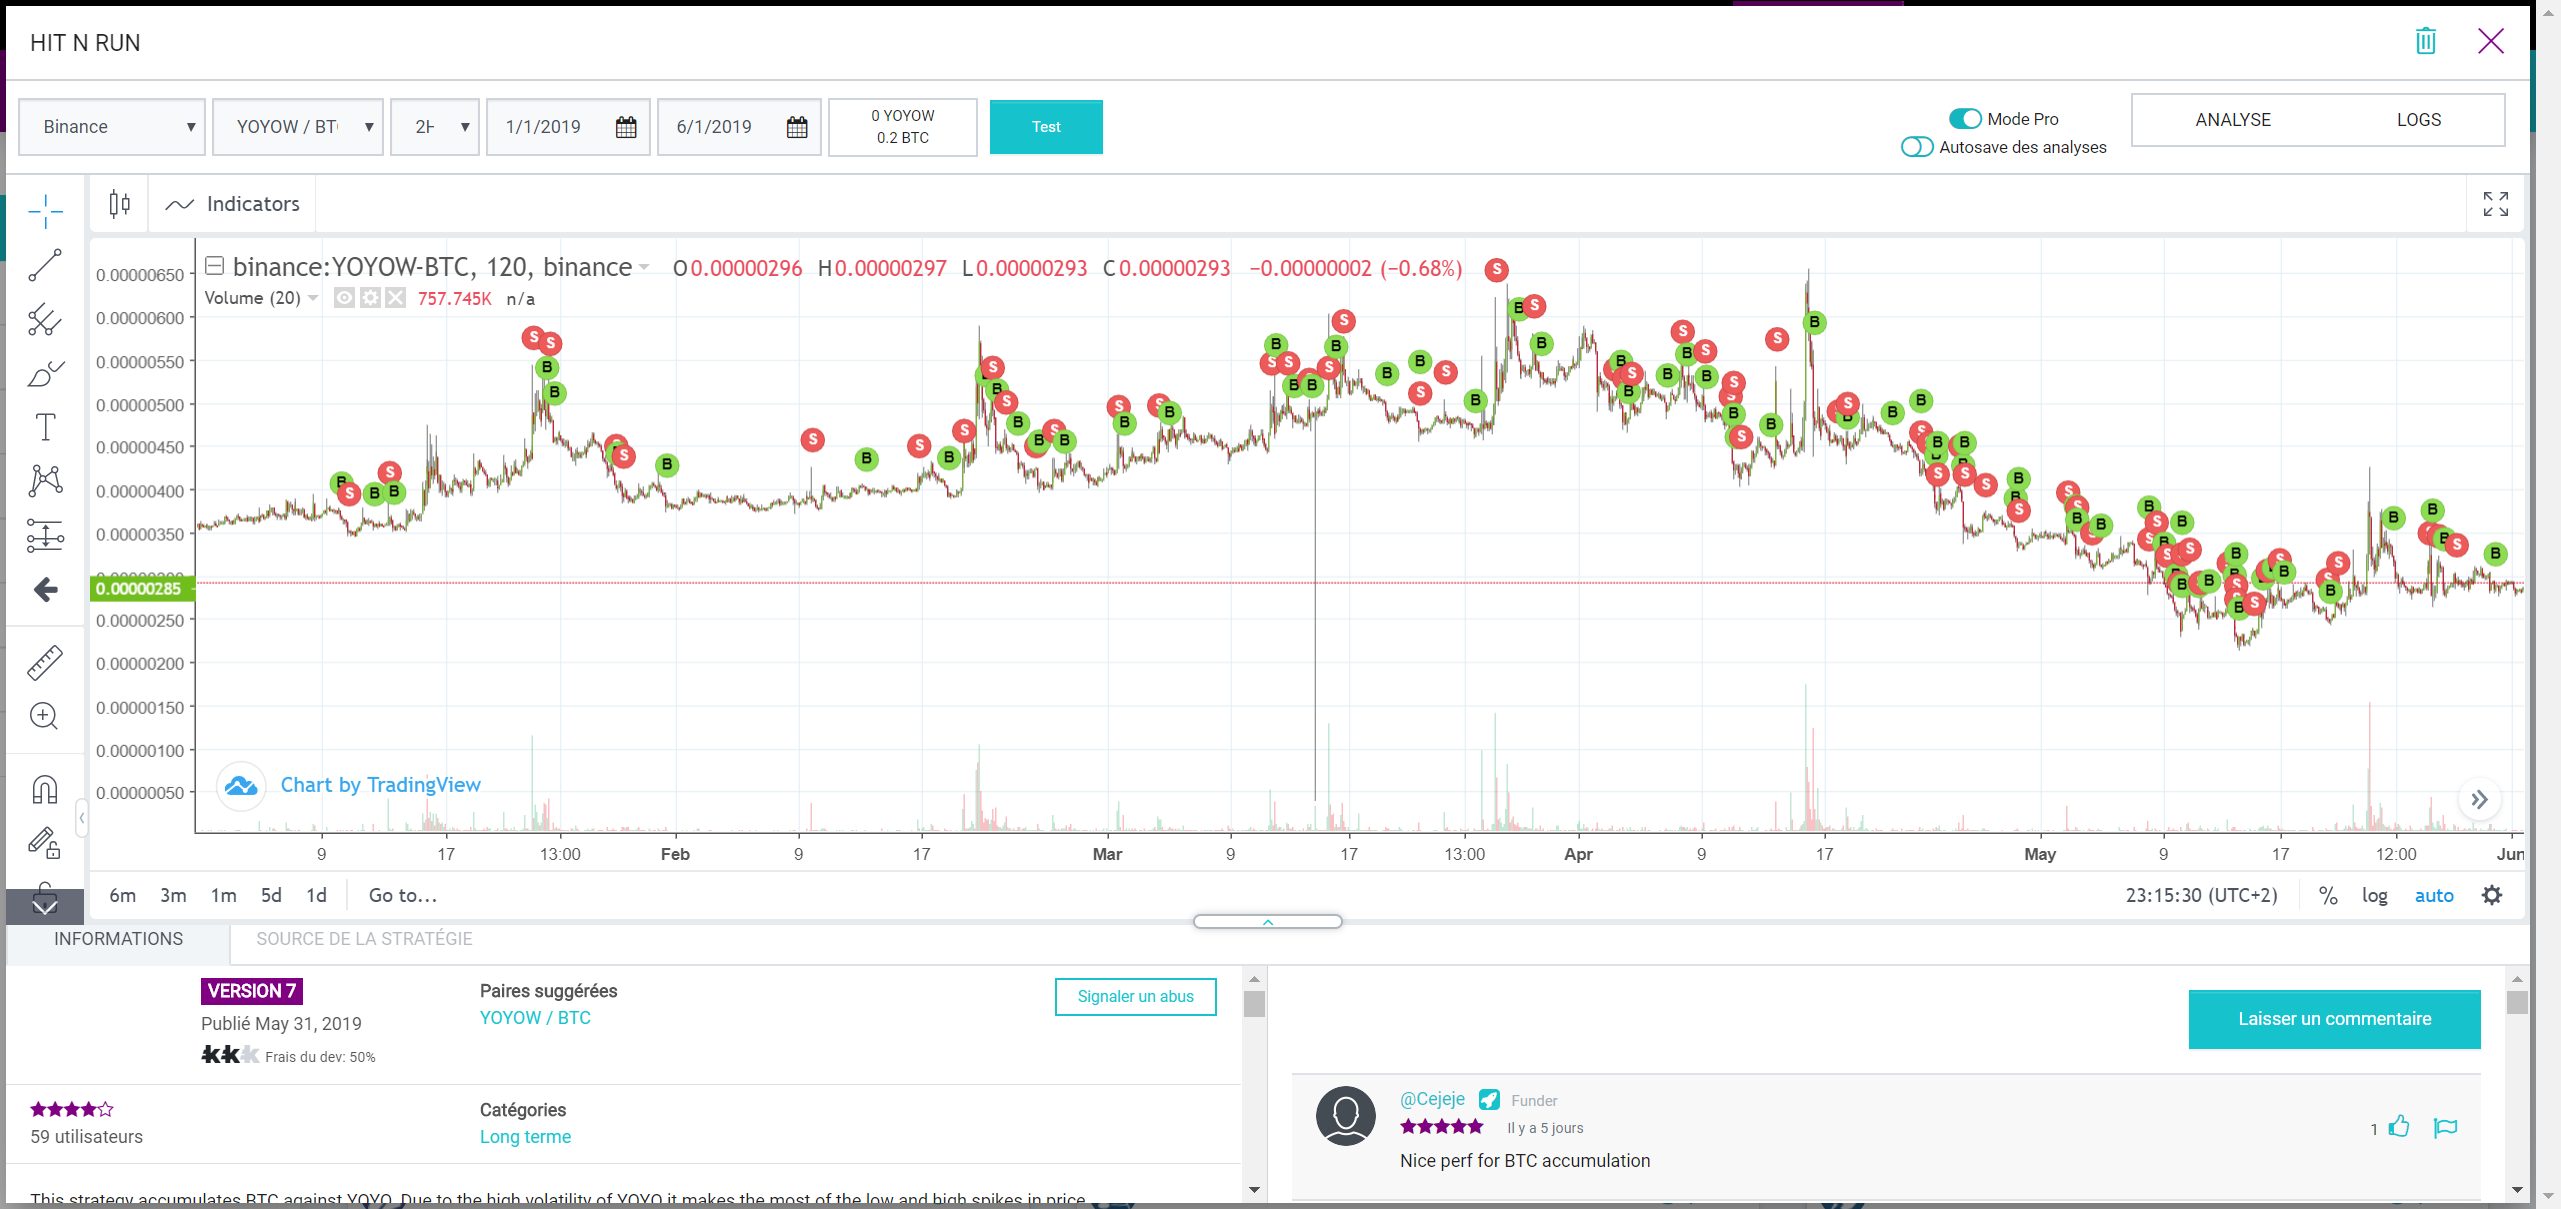 HIT N RUN
Binance
YOYOW / BT
2H
1/1/2019
6/1/2019
0 YOYOW
0.2 BTC
Test
Mode Pro
Autosave des analyses
ANALYSE
LOGS
Indicators
binance:YOYOW-BTC, 120, binance O0.00000296 H0.00000297 L0.00000293 C0.00000293 −0.00000002 (−0.68%)
Volume (20) 757.745K n/a
0.00000650
0.00000600
0.00000550
0.00000500
0.00000450
0.00000400
0.00000350
0.00000285
0.00000250
0.00000200
0.00000150
0.00000100
0.00000050
Chart by TradingView
9 17 13:00 Feb 9 17 Mar 9 17 13:00 Apr 9 17 May 9 17 12:00 Jun
6m 3m 1m 5d 1d Go to...
23:15:30 (UTC+2) % log auto
INFORMATIONS
SOURCE DE LA STRATÉGIE
VERSION 7
Publié May 31, 2019
Frais du dev: 50%
Paires suggérées
YOYOW / BTC
Signaler un abus
59 utilisateurs
Catégories
Long terme
This strategy accumulates BTC against YOYO. Due to the high volatility of YOYO it makes the most of the low and high spikes in price
Laisser un commentaire
@Cejeje Funder
Il y a 5 jours
1
Nice perf for BTC accumulation